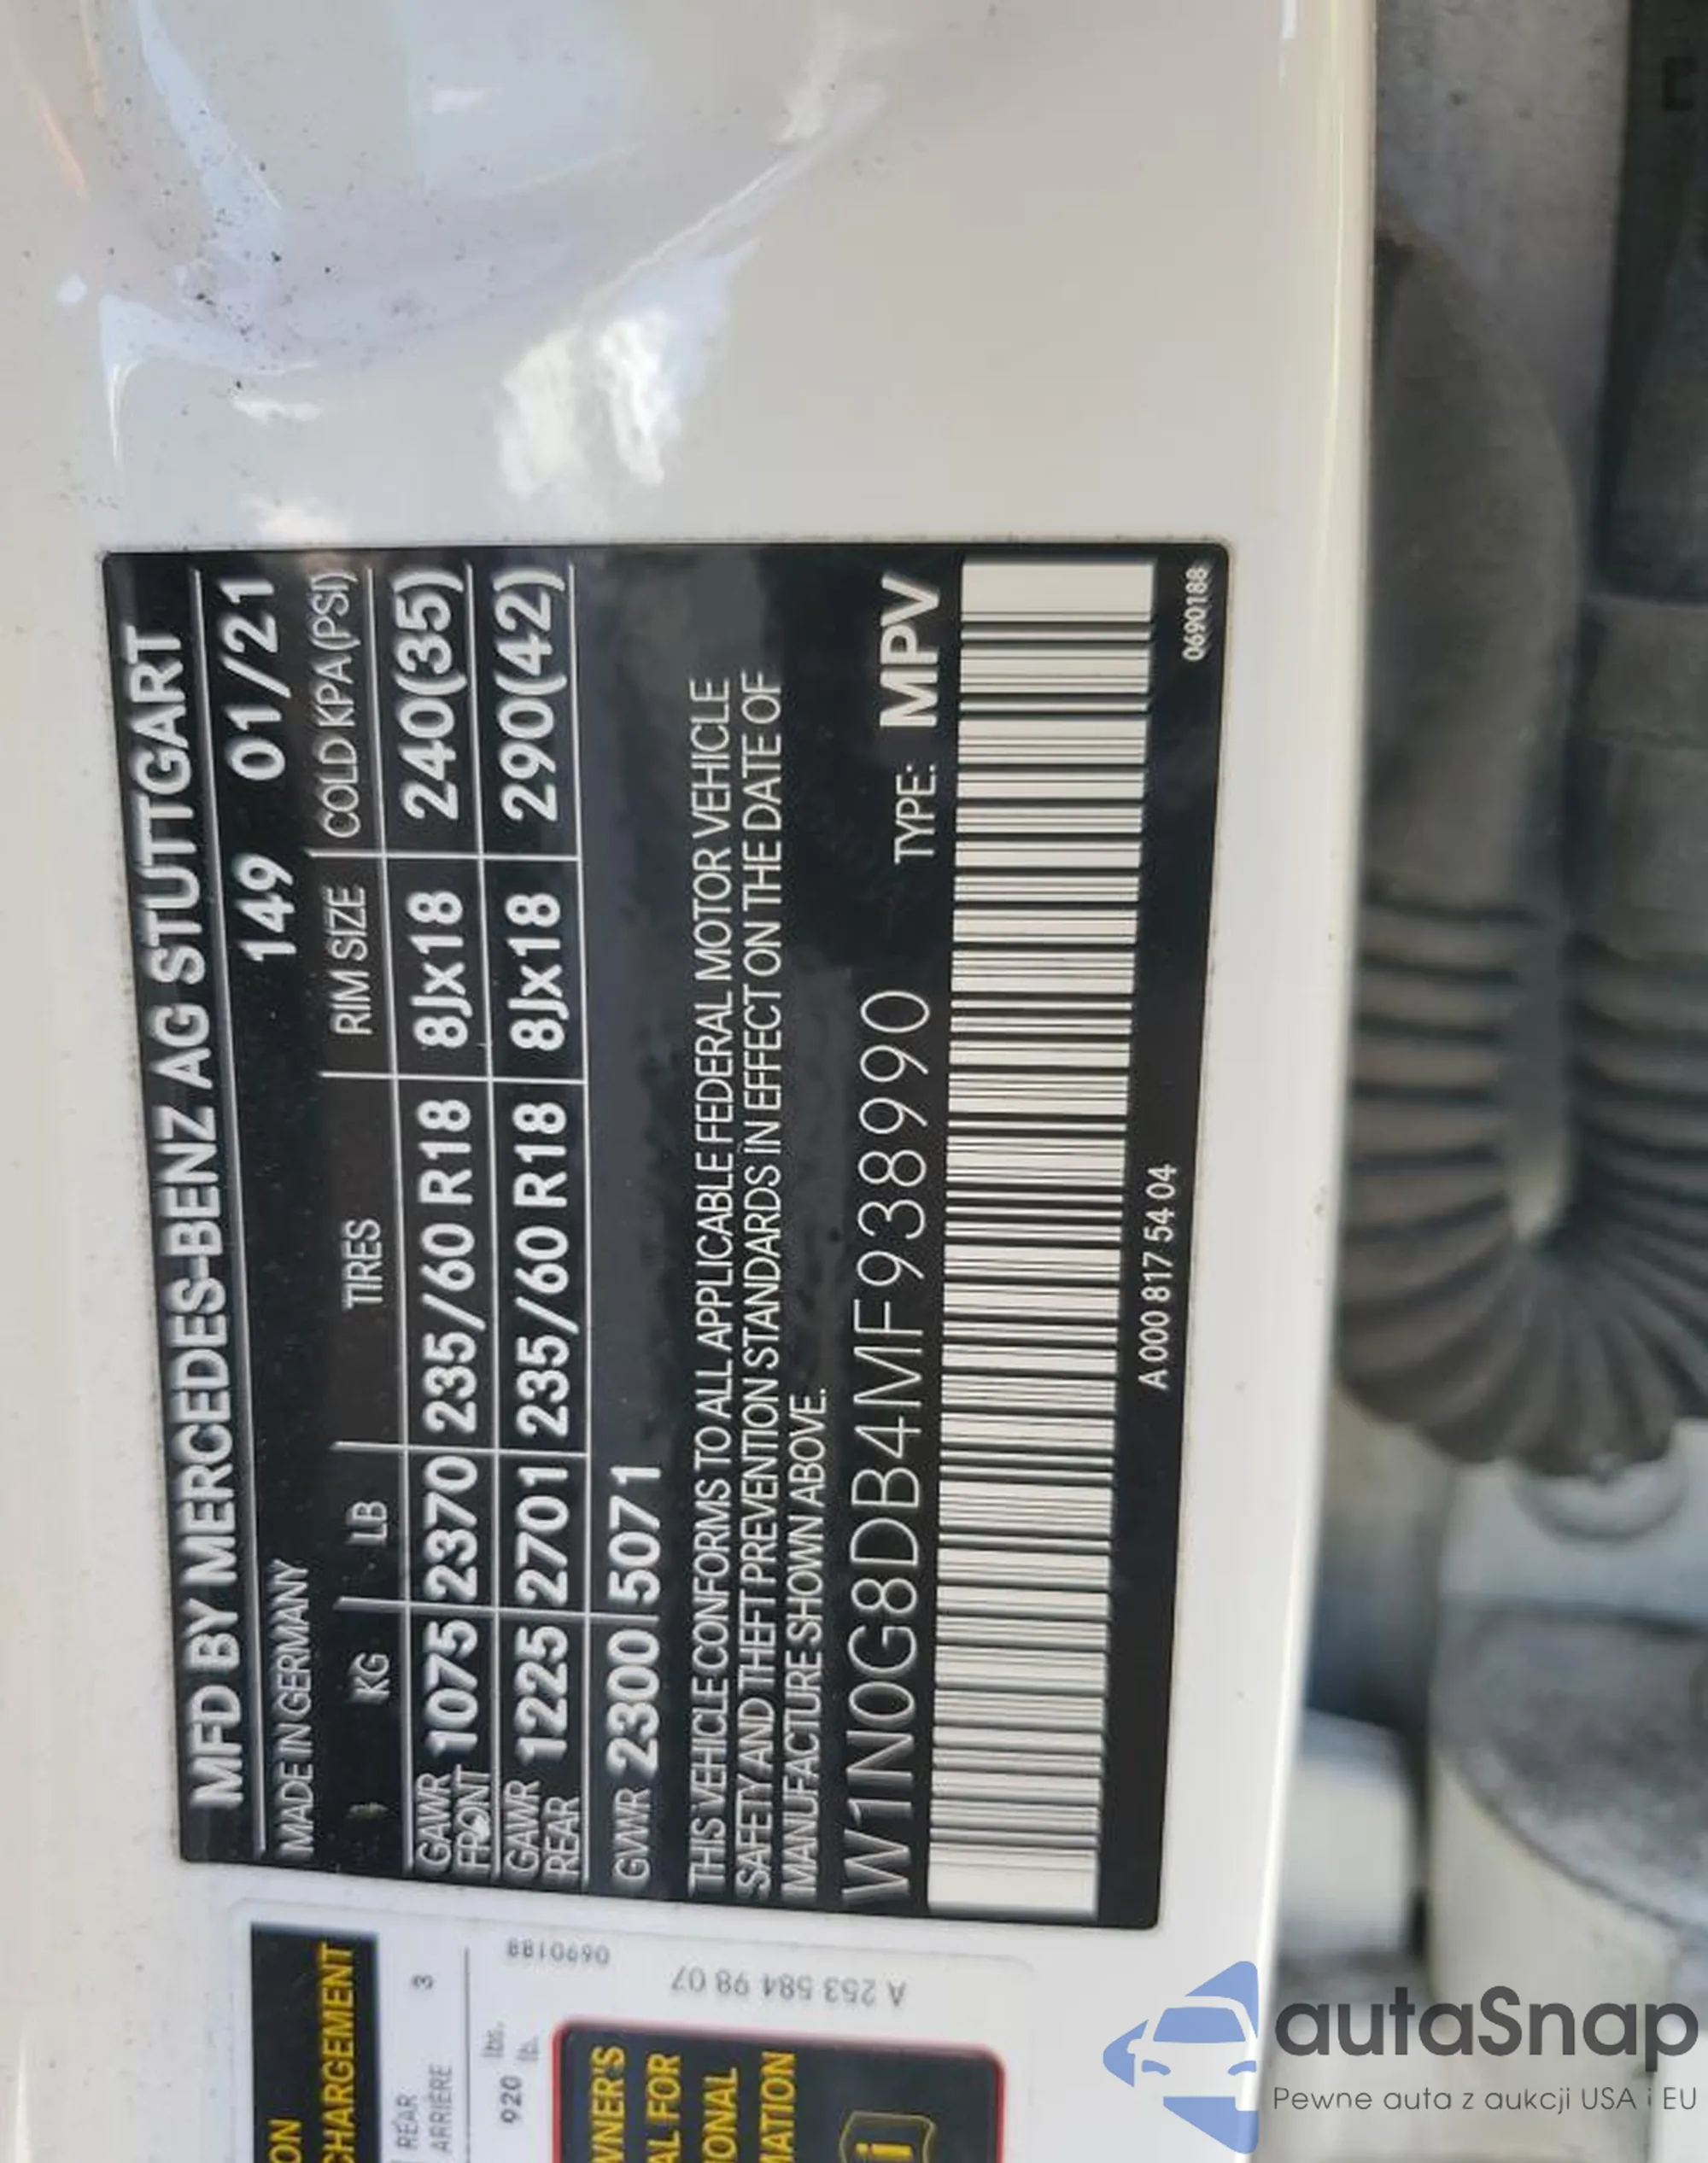 MFD BY MERCEDES-BENZ AG STUTTGART
MADE IN GERMANY 149 01/21
KG LB TIRES RIM SIZE COLD KPA(PSI)
GAWR FRONT 1075 2370 235/60 R18 8Jx18 240(35)
GAWR REAR 1225 2701 235/60 R18 8Jx18 290(42)
GVWR 2300 5071
THIS VEHICLE CONFORMS TO ALL APPLICABLE FEDERAL MOTOR VEHICLE
SAFETY AND THEFT PREVENTION STANDARDS IN EFFECT ON THE DATE OF
MANUFACTURE SHOWN ABOVE.
W1N0G8DB4MF938990 TYPE: MPV
A 000 817 54 04
0690188
CHARGEMENT
REAR
ARRIÈRE
3
920 lbs.
lb.
0690188
A 253 584 98 07
autaSnap
Pewne auta z aukcji USA i EU